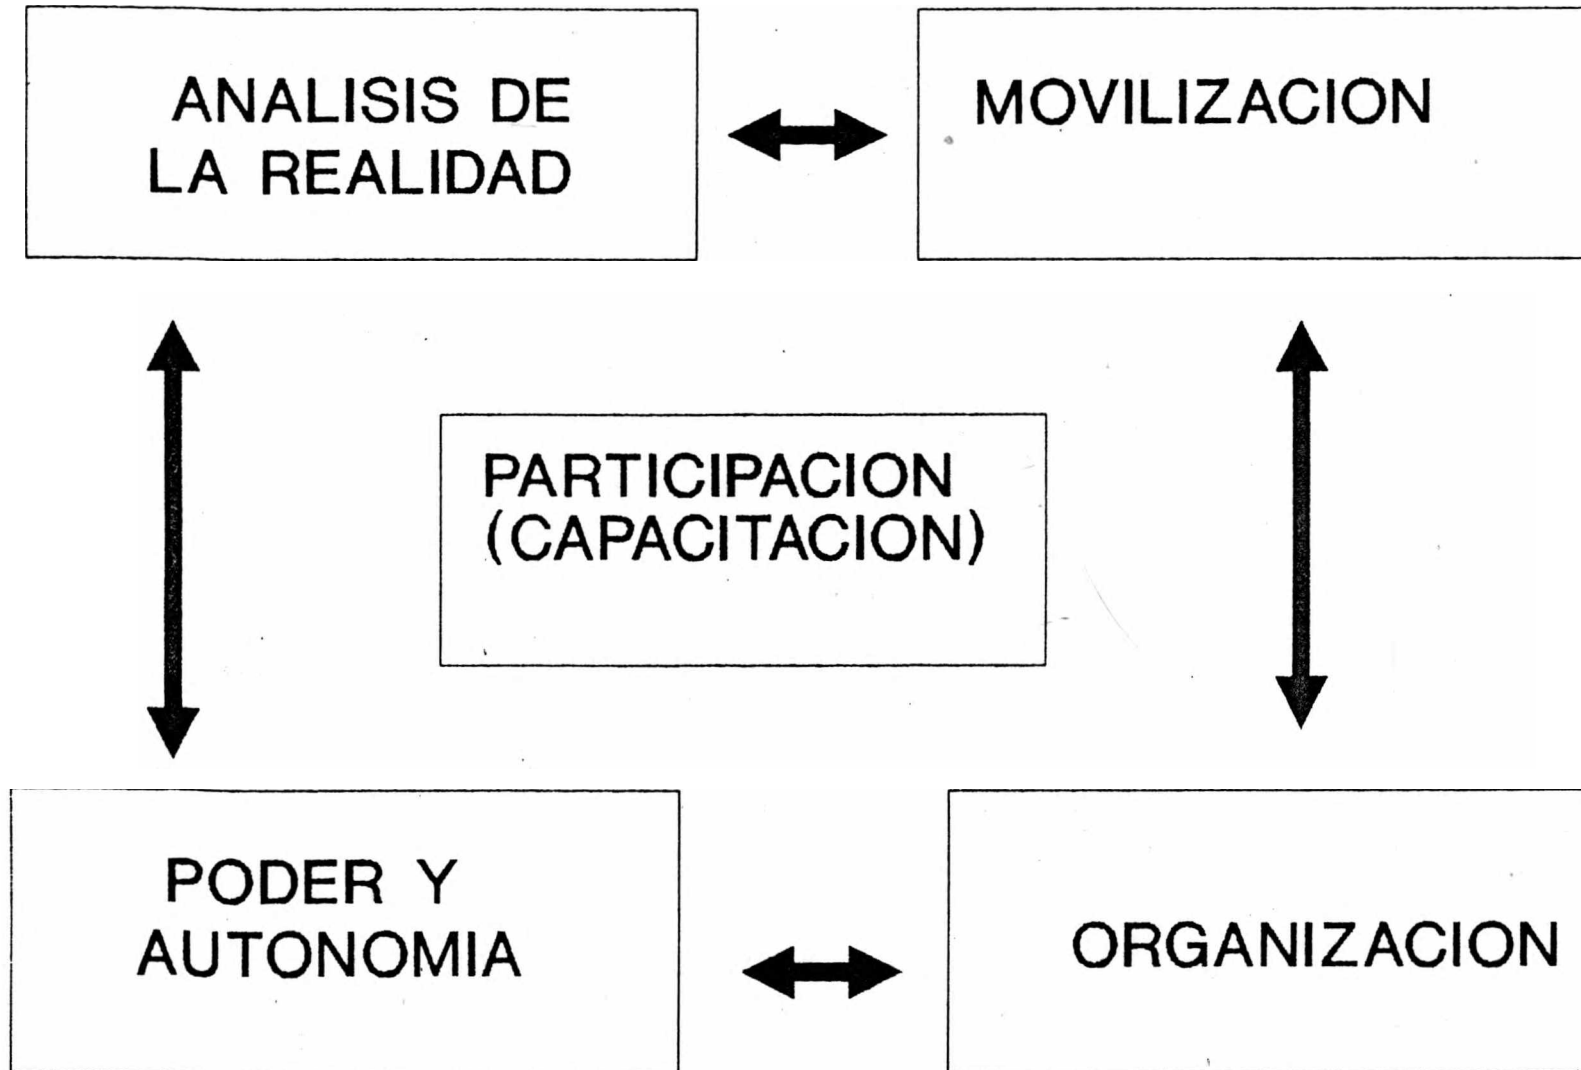 ANALISIS DE
LA REALIDAD
MOVILIZACION
PARTICIPACION
(CAPACITACION)
PODER Y
AUTONOMIA
ORGANIZACION